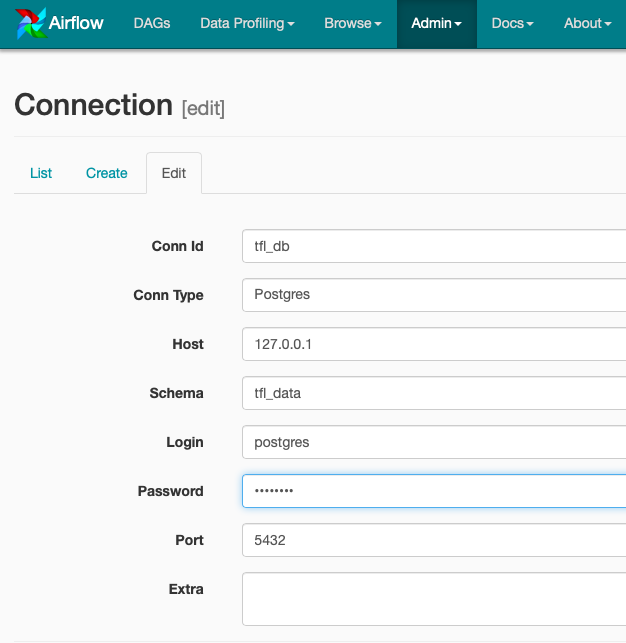 Airflow DAGs Data Profiling Browse Admin Docs About
Connection [edit]
List Create Edit
Conn Id tfl_db
Conn Type Postgres
Host 127.0.0.1
Schema tfl_data
Login postgres
Password ••••••••
Port 5432
Extra